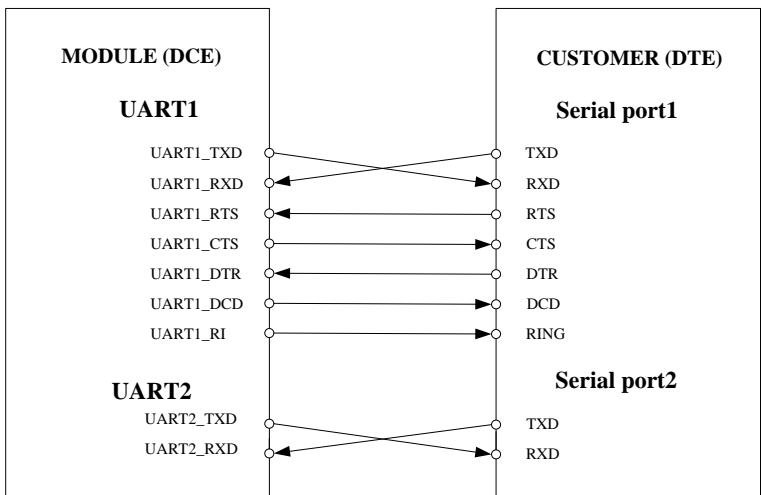 MODULE (DCE) CUSTOMER (DTE)
UART1 Serial port1
UART1_TXD TXD
UART1_RXD RXD
UART1_RTS RTS
UART1_CTS CTS
UART1_DTR DTR
UART1_DCD DCD
UART1_RI RING
UART2 Serial port2
UART2_TXD TXD
UART2_RXD RXD